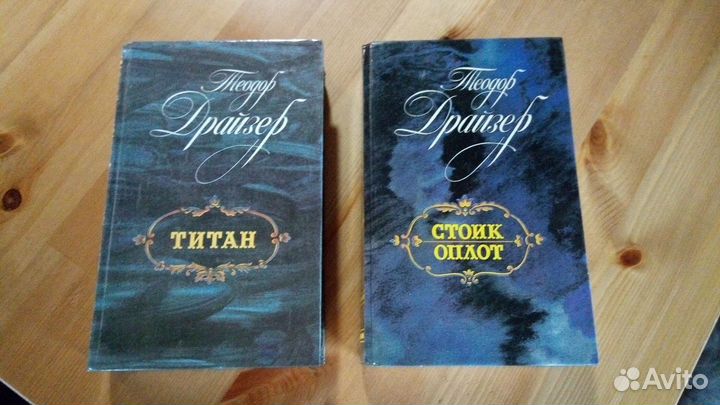 Теодор
Драйзер
ТИТАН
Теодор
Драйзер
СТОИК
ОПЛОТ
Avito